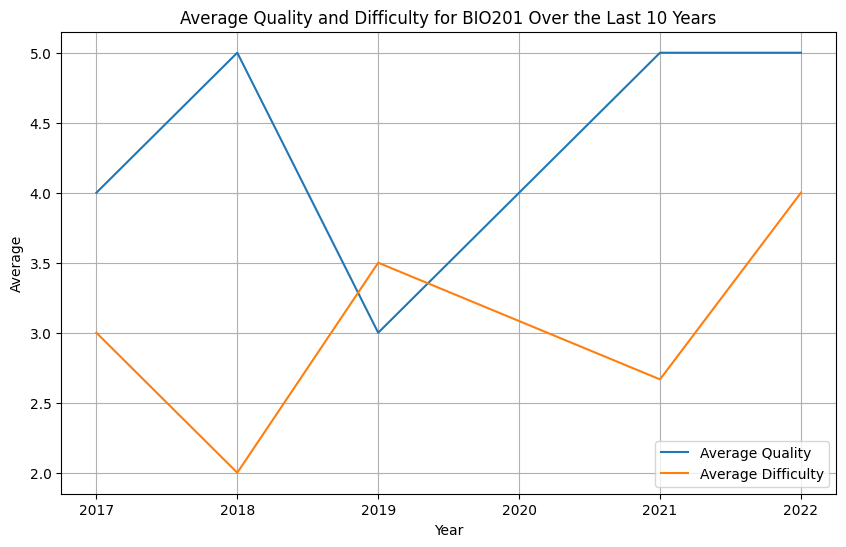 Average Quality and Difficulty for BIO201 Over the Last 10 Years
Average
5.0
4.5
4.0
3.5
3.0
2.5
2.0
Average Quality
Average Difficulty
2017 2018 2019 2020 2021 2022
Year